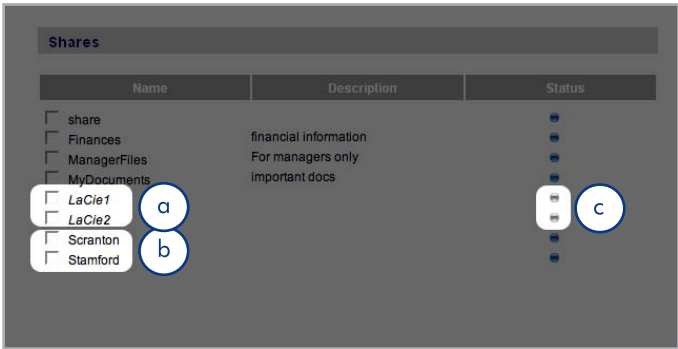 Shares
Name Description Status
share
Finances financial information
ManagerFiles For managers only
MyDocuments important docs
LaCie1
a
c
LaCie2
Scranton
b
Stamford